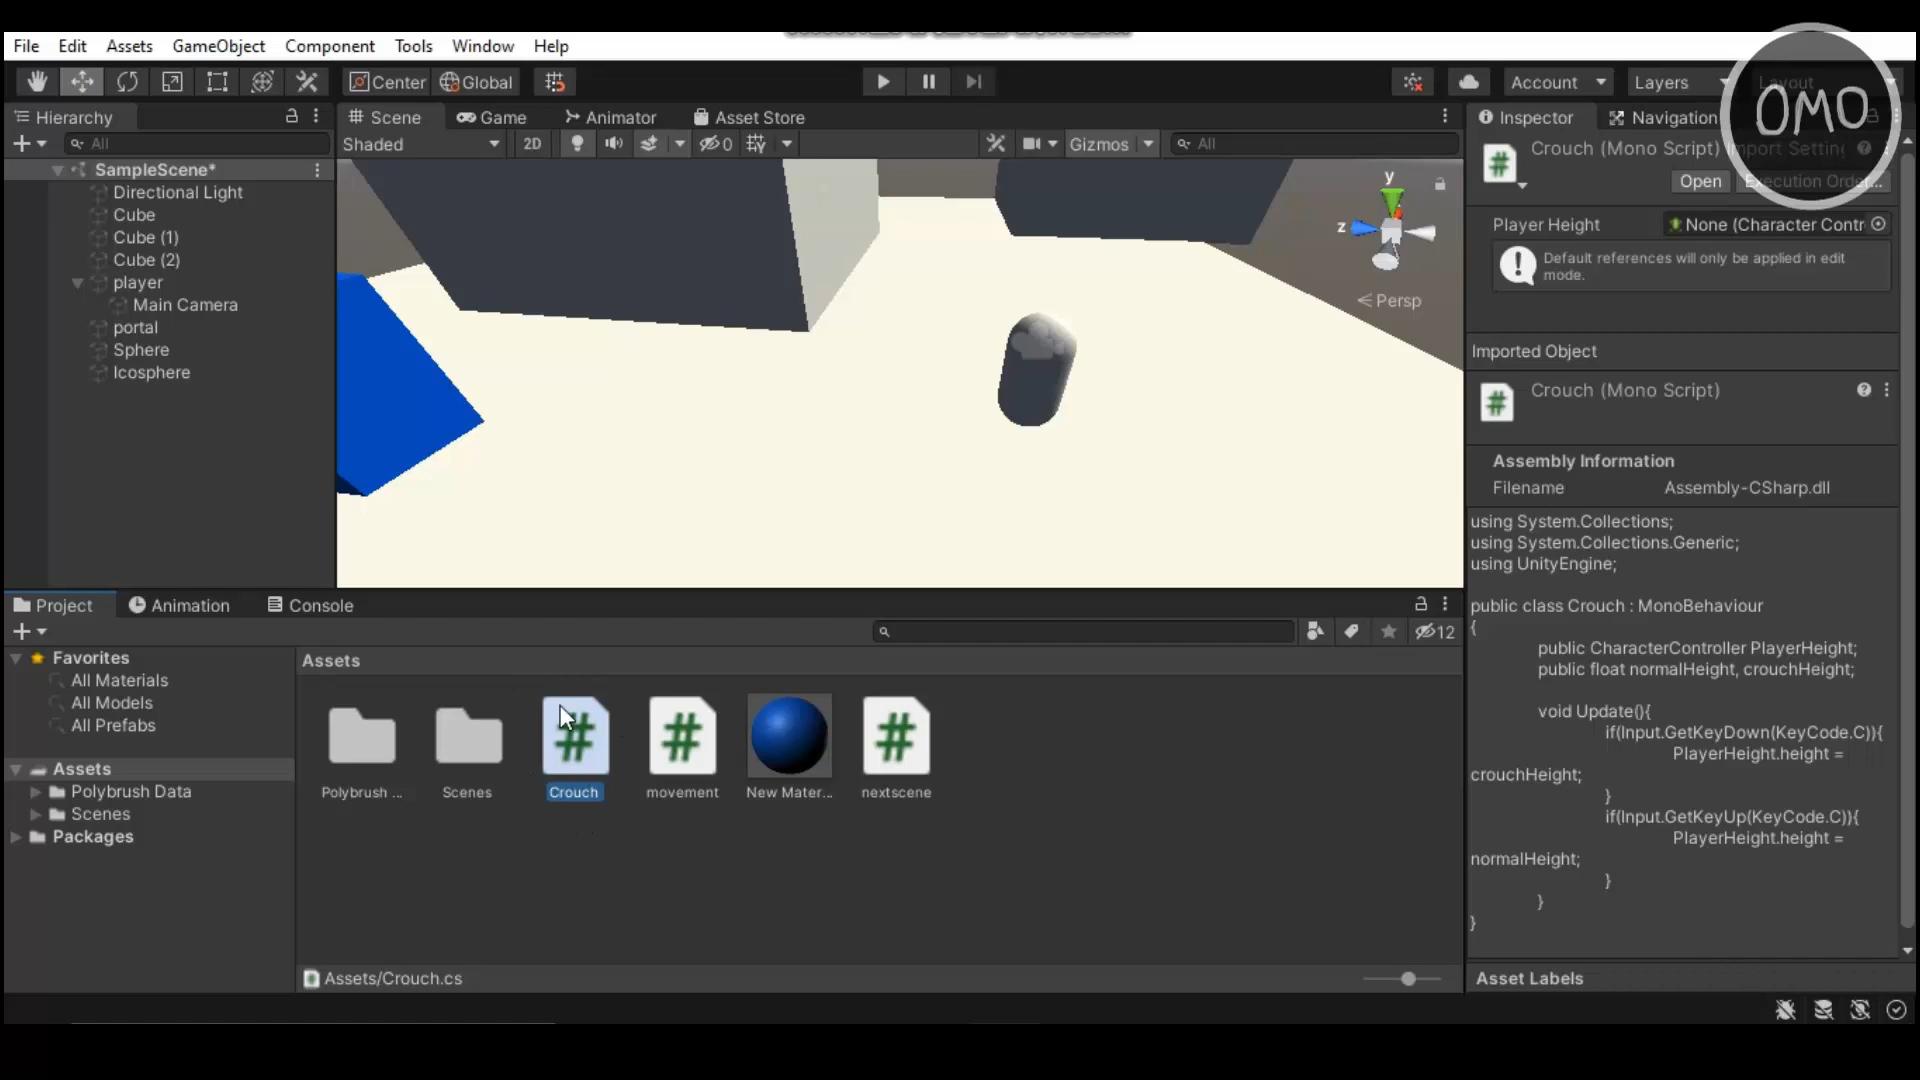 File Edit Assets GameObject Component Tools Window Help
Center Global
Account Layers Layout
OMO
Hierarchy
All
SampleScene*
Directional Light
Cube
Cube (1)
Cube (2)
player
Main Camera
portal
Sphere
Icosphere
Scene Game Animator Asset Store
Shaded 2D 0 Gizmos All
y
z
Persp
Inspector Navigation
Crouch (Mono Script) Import Setting
Open Execution Order...
Player Height None (Character Contr
Default references will only be applied in edit
mode.
Imported Object
Crouch (Mono Script)
Assembly Information
Filename Assembly-CSharp.dll
using System.Collections;
using System.Collections.Generic;
using UnityEngine;
public class Crouch : MonoBehaviour
{
public CharacterController PlayerHeight;
public float normalHeight, crouchHeight;
void Update(){
if(Input.GetKeyDown(KeyCode.C)){
PlayerHeight.height =
crouchHeight;
}
if(Input.GetKeyUp(KeyCode.C)){
PlayerHeight.height =
normalHeight;
}
}
}
Asset Labels
Project Animation Console
12
Favorites
All Materials
All Models
All Prefabs
Assets
Polybrush Data
Scenes
Packages
Assets
# # #
Polybrush ... Scenes Crouch movement New Mater... nextscene
Assets/Crouch.cs